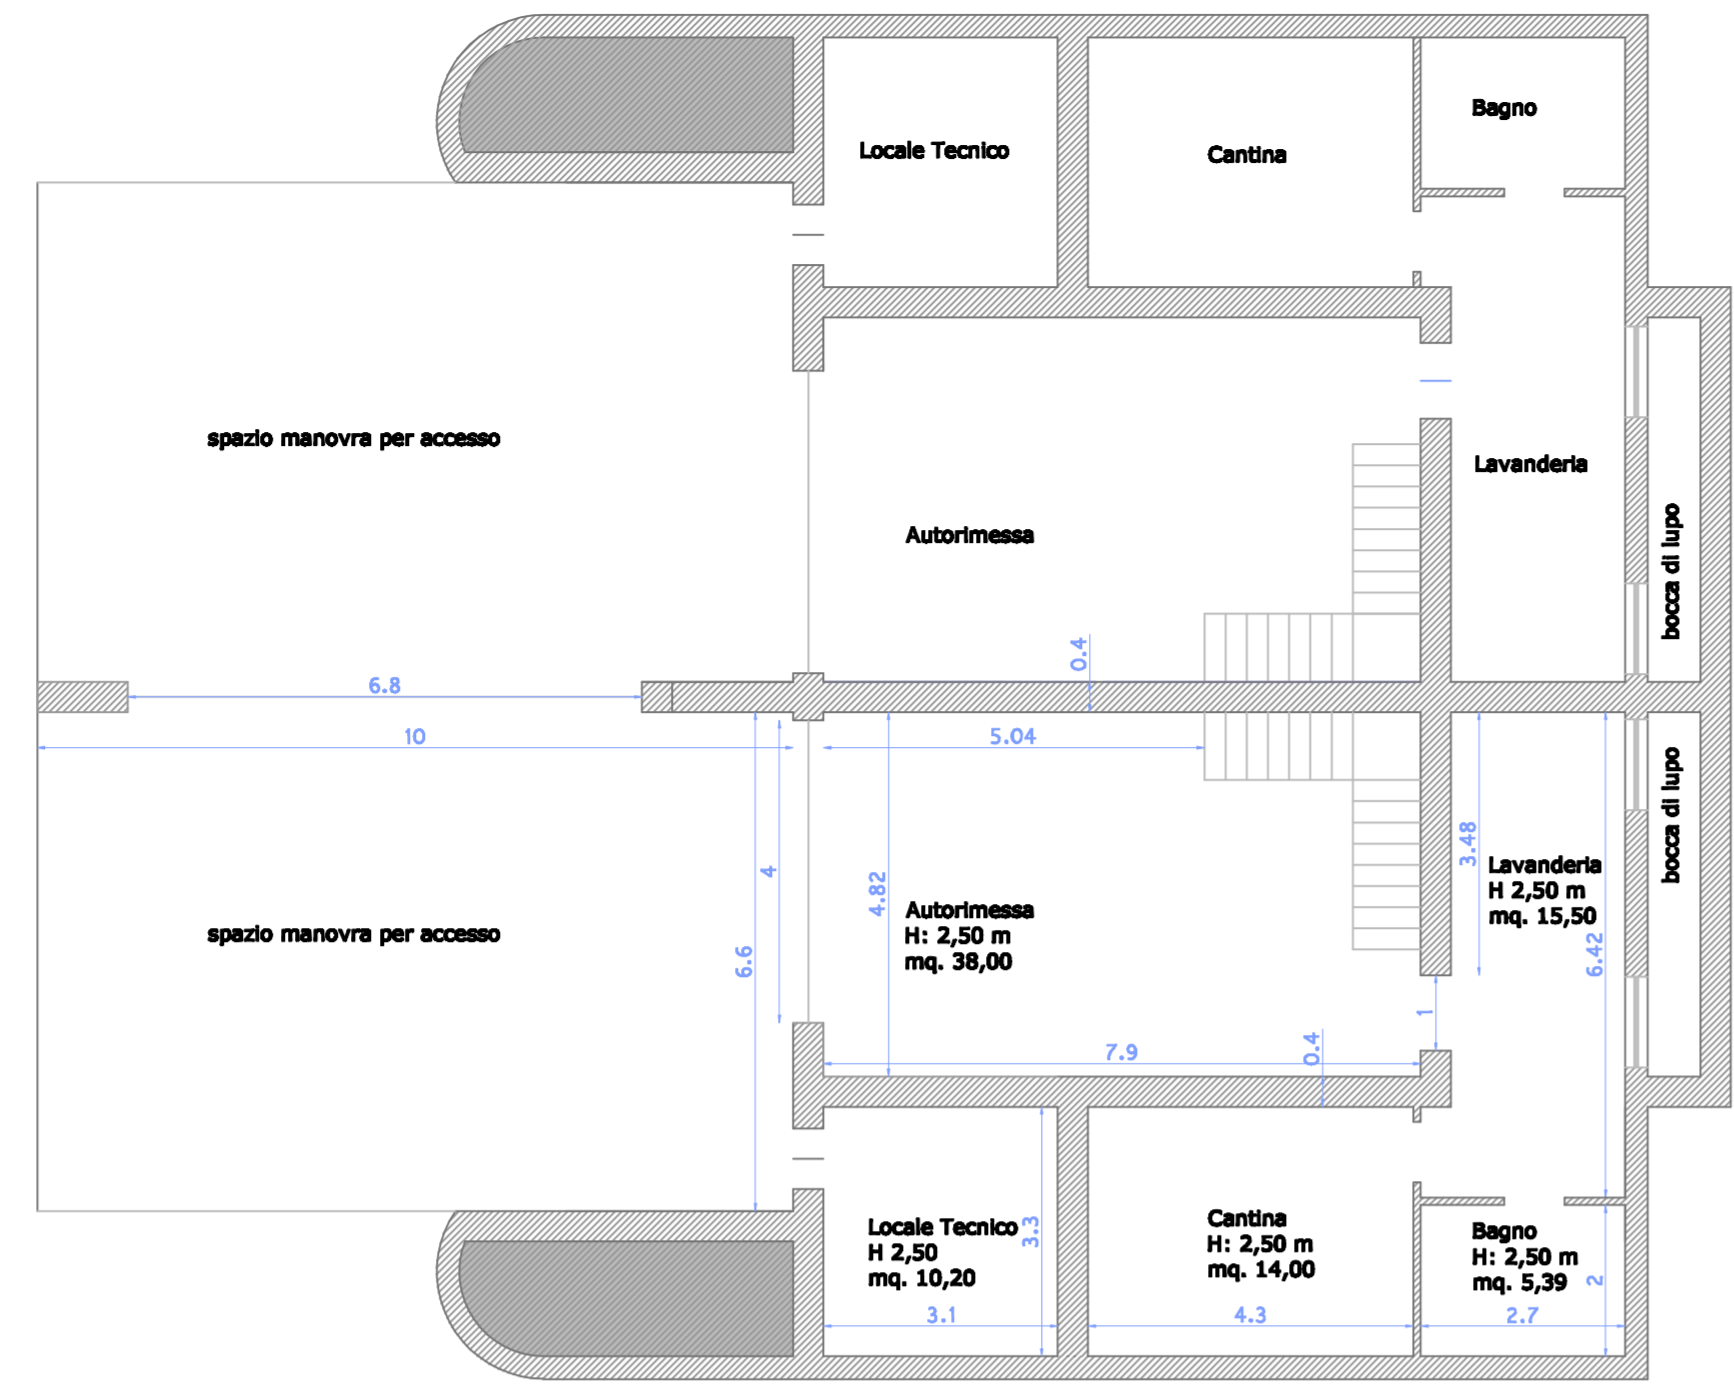 Bagno
Locale Tecnico
Cantina
spazio manovra per accesso
Lavanderia
Autorimessa
bocca di lupo
0.4
6.8
10
5.04
bocca di lupo
3.48
4
4.82
Lavanderia
H 2,50 m
mq. 15,50
Autorimessa
H: 2,50 m
mq. 38,00
spazio manovra per accesso
6.6
6.42
1
7.9
0.4
Locale Tecnico
H 2,50
mq. 10,20
3.3
Cantina
H: 2,50 m
mq. 14,00
Bagno
H: 2,50 m
mq. 5,39
2
3.1
4.3
2.7